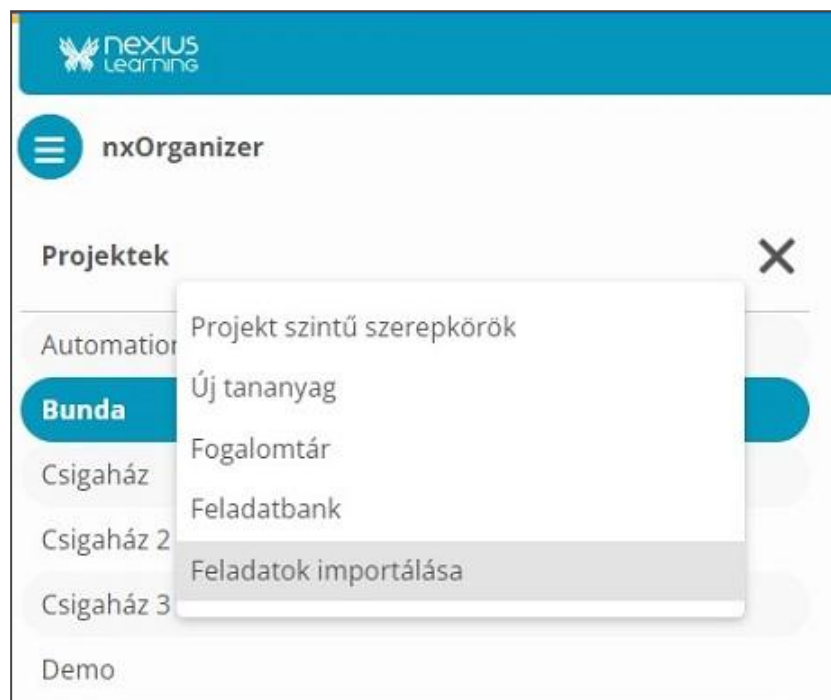 nexius
Learning
nxOrganizer
Projektek
Projekt szintű szerepkörök
Új tananyag
Fogalomtár
Feladatbank
Feladatok importálása
Automation
Bunda
Csigaház
Csigaház 2
Csigaház 3
Demo